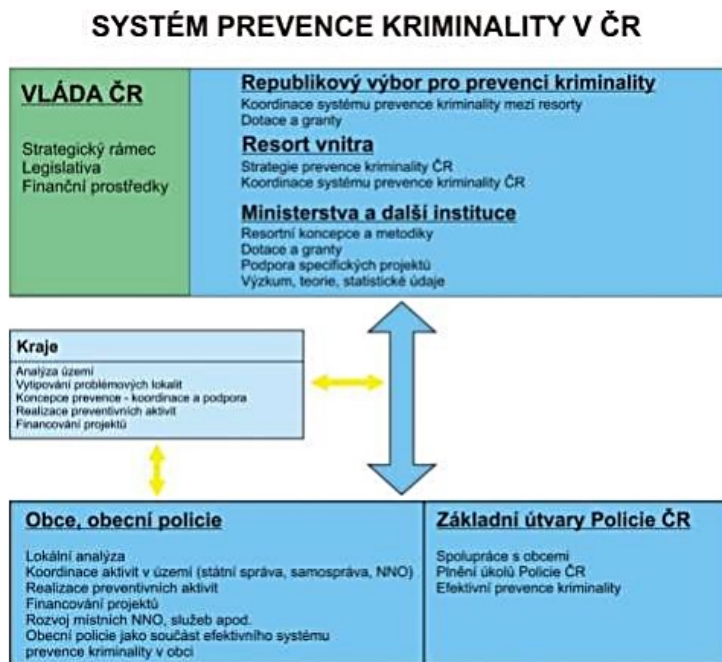 SYSTÉM PREVENCE KRIMINALITY V ČR
VLÁDA ČR
Strategický rámec
Legislativa
Finanční prostředky
Republikový výbor pro prevenci kriminality
Koordinace systému prevence kriminality mezi resorty
Dotace a granty
Resort vnitra
Strategie prevence kriminality ČR
Koordinace systému prevence kriminality ČR
Ministerstva a další instituce
Resortní koncepce a metodiky
Dotace a granty
Podpora specifických projektů
Výzkum, teorie, statistické údaje
Kraje
Analýza území
Vytipování problémových lokalit
Koncepce prevence - koordinace a podpora
Realizace preventivních aktivit
Financování projektů
Obce, obecní policie
Lokální analýza
Koordinace aktivit v území (státní správa, samospráva, NNO)
Realizace preventivních aktivit
Financování projektů
Rozvoj místních NNO, služeb apod.
Obecní policie jako součást efektivního systému
prevence kriminality v obci
Základní útvary Policie ČR
Spolupráce s obcemi
Plnění úkolů Policie ČR
Efektivní prevence kriminality